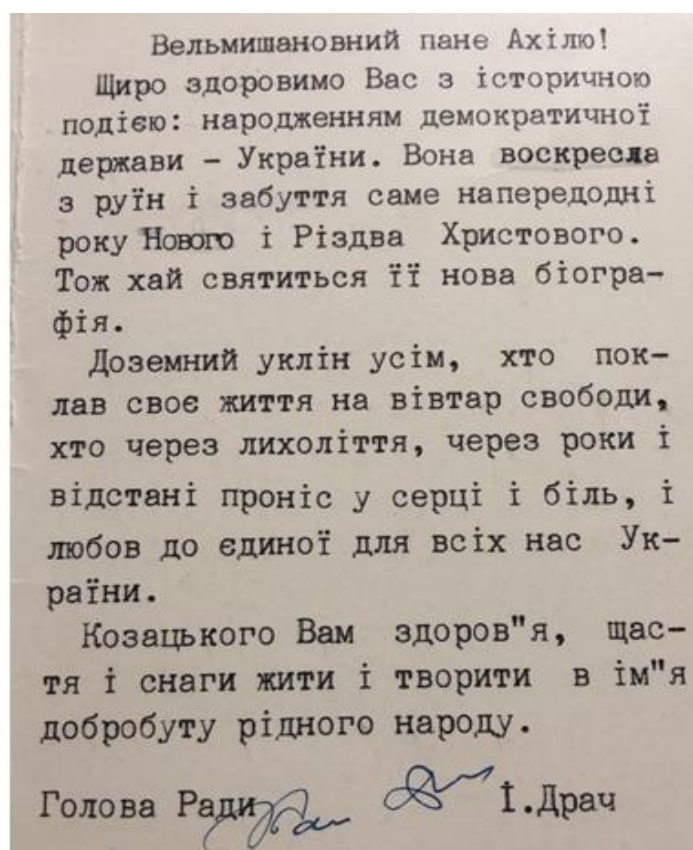 Вельмишановний пане Ахілю!
Щиро здоровимо Вас з історичною
подією: народженням демократичної
держави – України. Вона воскресла
з руїн і забуття саме напередодні
року Нового і Різдва Христового.
Тож хай святиться її нова біогра-
фія.
Доземний уклін усім, хто пок-
лав своє життя на вівтар свободи,
хто через лихоліття, через роки і
відстані проніс у серці і біль, і
любов до єдиної для всіх нас Ук-
раїни.
Козацького Вам здоров"я, щас-
тя і снаги жити і творити в ім"я
добробуту рідного народу.
Голова Ради І.Драч